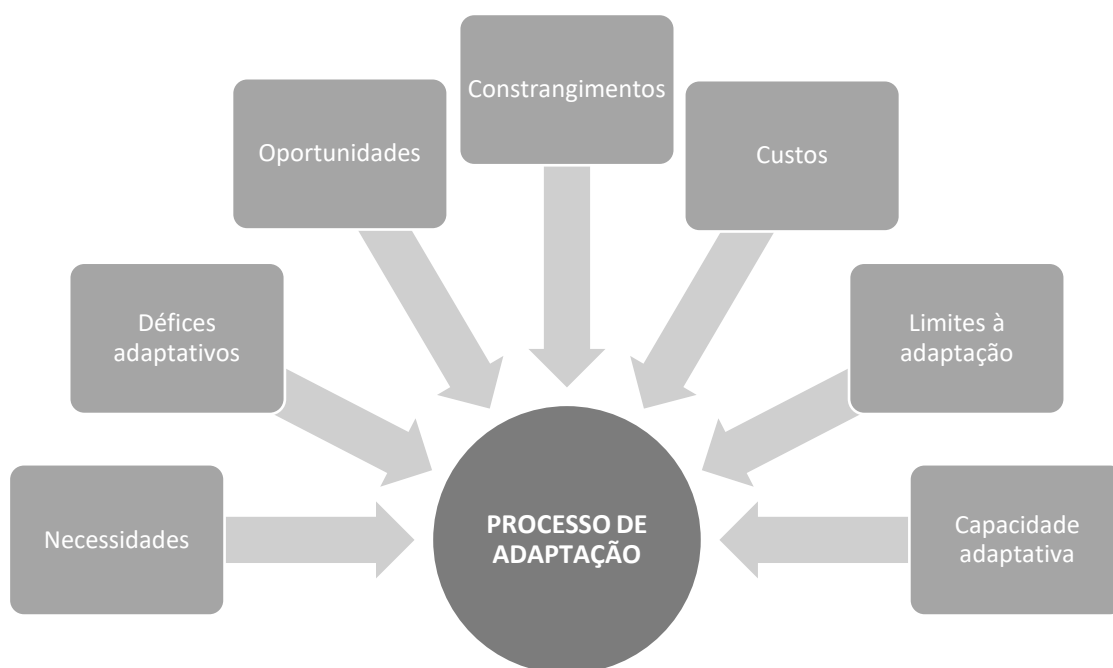 Constrangimentos
Oportunidades
Custos
Défices
adaptativos
Limites à
adaptação
Necessidades
PROCESSO DE
ADAPTAÇÃO
Capacidade
adaptativa